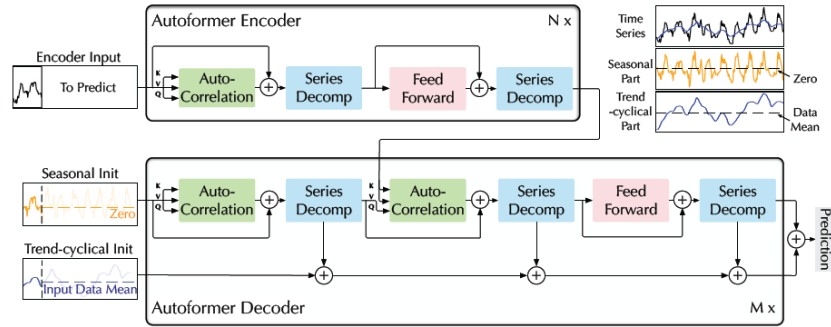 Autoformer Encoder
N x
Encoder Input
To Predict
K
V
Q
Auto-
Correlation
Series
Decomp
Feed
Forward
Series
Decomp
Time
Series
Seasonal
Part
Zero
Trend
-cyclical
Part
Data
Mean
Seasonal Init
Zero
K
V
Q
Auto-
Correlation
Series
Decomp
K
V
Q
Auto-
Correlation
Series
Decomp
Feed
Forward
Series
Decomp
Prediction
Trend-cyclical Init
Input Data Mean
Autoformer Decoder
M x